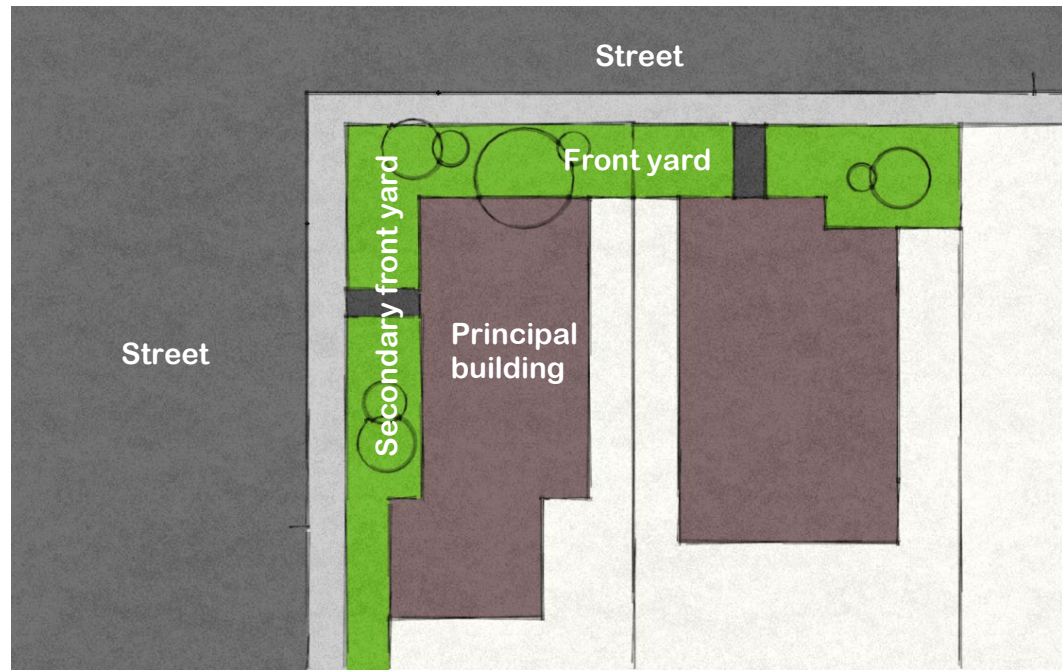 Street
Front yard
Secondary front yard
Street
Principal
building